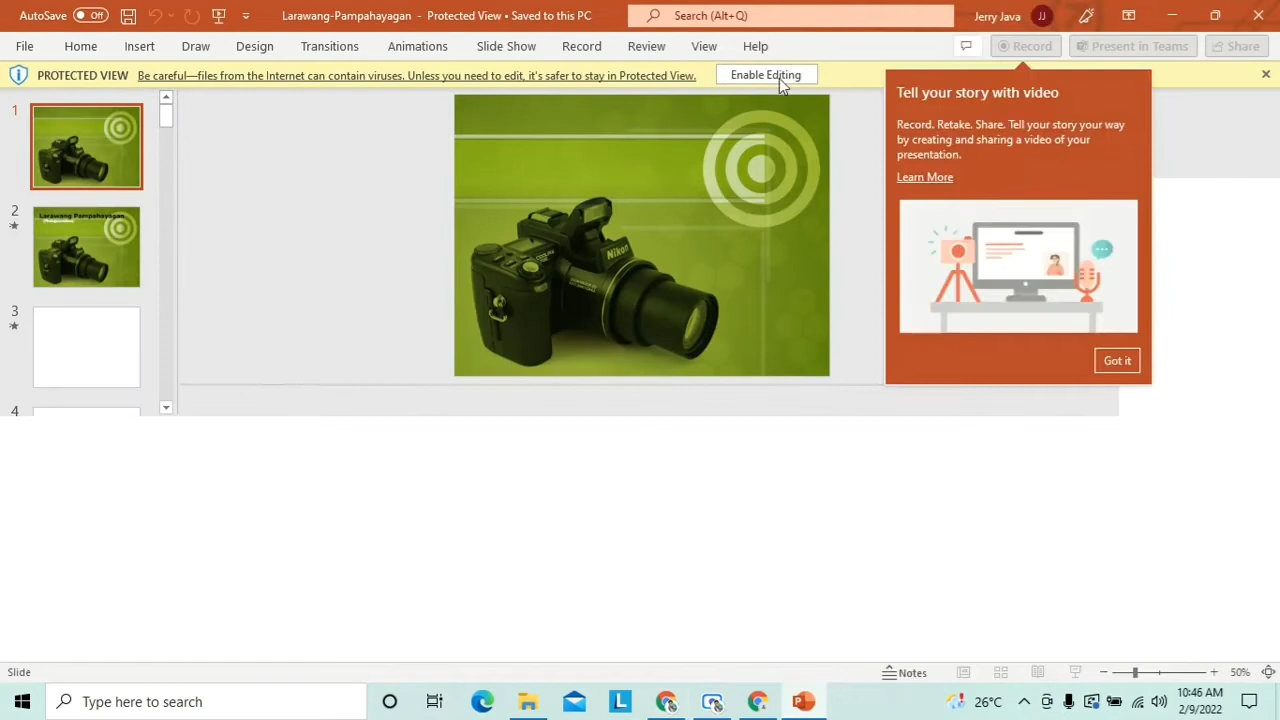 AutoSave Off
Larawang-Pampahayagan - Protected View • Saved to this PC
Search (Alt+Q)
Jerry Java JJ
File Home Insert Draw Design Transitions Animations Slide Show Record Review View Help
Record Present in Teams Share
PROTECTED VIEW Be careful—files from the Internet can contain viruses. Unless you need to edit, it's safer to stay in Protected View. Enable Editing
Tell your story with video
Record. Retake. Share. Tell your story your way
by creating and sharing a video of your
presentation.
Learn More
Got it
1
2
Larawang Pampahayagan
3
4
Nikon
Slide
Notes
50%
Type here to search
L
26°C
10:46 AM
2/9/2022